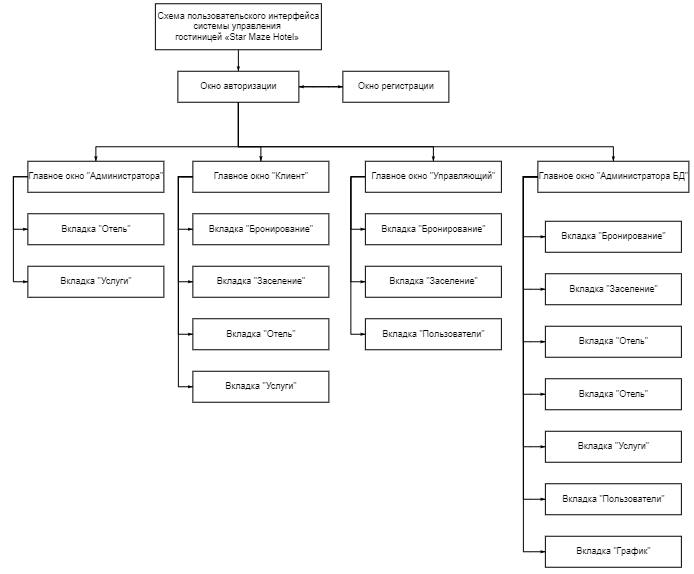 Схема пользовательского интерфейса
системы управления
гостиницей «Star Maze Hotel»
Окно авторизации
Окно регистрации
Главное окно "Администратора"
Вкладка "Отель"
Вкладка "Услуги"
Главное окно "Клиент"
Вкладка "Бронирование"
Вкладка "Заселение"
Вкладка "Отель"
Вкладка "Услуги"
Главное окно "Управляющий"
Вкладка "Бронирование"
Вкладка "Заселение"
Вкладка "Пользователи"
Главное окно "Администратора БД"
Вкладка "Бронирование"
Вкладка "Заселение"
Вкладка "Отель"
Вкладка "Отель"
Вкладка "Услуги"
Вкладка "Пользователи"
Вкладка "График"